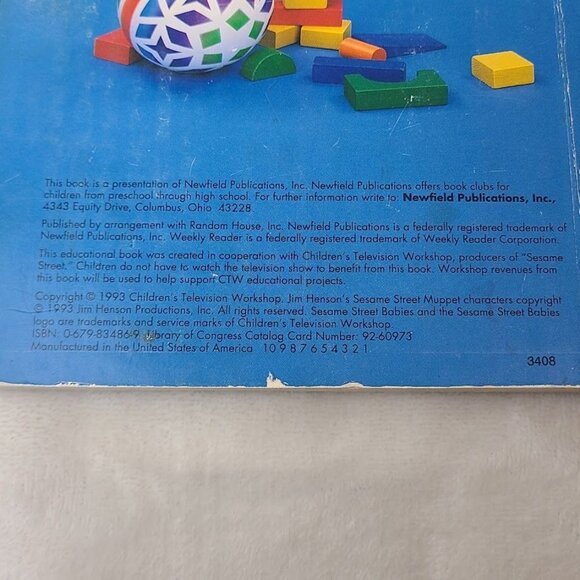 This book is a presentation of Newfield Publications, Inc. Newfield Publications offers book clubs for
children from preschool through high school. For further information write to: Newfield Publications, Inc.,
4343 Equity Drive, Columbus, Ohio 43228.
Published by arrangement with Random House, Inc. Newfield Publications is a federally registered trademark of
Newfield Publications, Inc. Weekly Reader is a federally registered trademark of Weekly Reader Corporation.
This educational book was created in cooperation with Children's Television Workshop, producers of "Sesame
Street." Children do not have to watch the television show to benefit from this book. Workshop revenues from
this book will be used to help support CTW educational projects.
Copyright © 1993 Children's Television Workshop. Jim Henson's Sesame Street Muppet characters copyright
© 1993 Jim Henson Productions, Inc. All rights reserved. Sesame Street Babies and the Sesame Street Babies
logo are trademarks and service marks of Children's Television Workshop.
ISBN: 0-679-83486-9 Library of Congress Catalog Card Number: 92-60973
Manufactured in the United States of America 10 9 8 7 6 5 4 3 2 1
3408